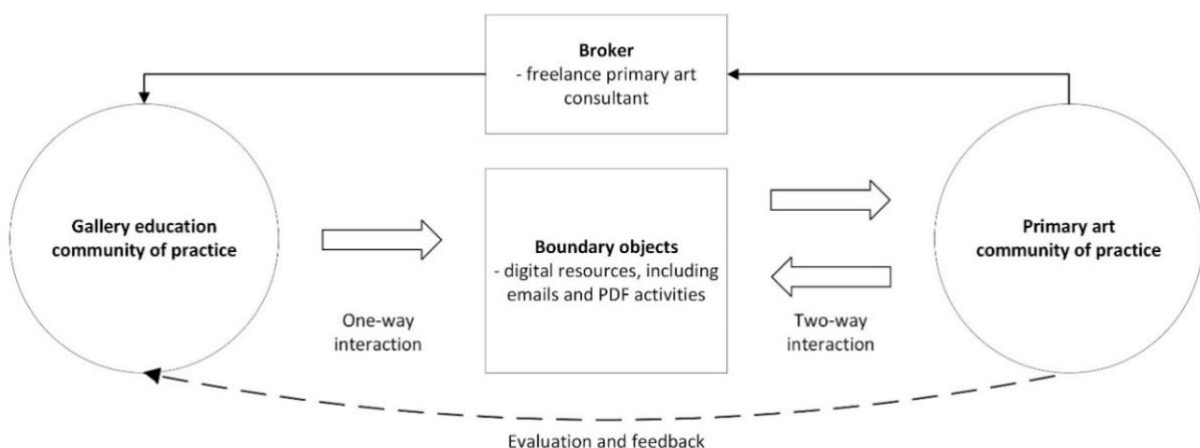 Broker
- freelance primary art
consultant
Gallery education
community of practice
Boundary objects
- digital resources, including
emails and PDF activities
Primary art
community of practice
One-way
interaction
Two-way
interaction
Evaluation and feedback